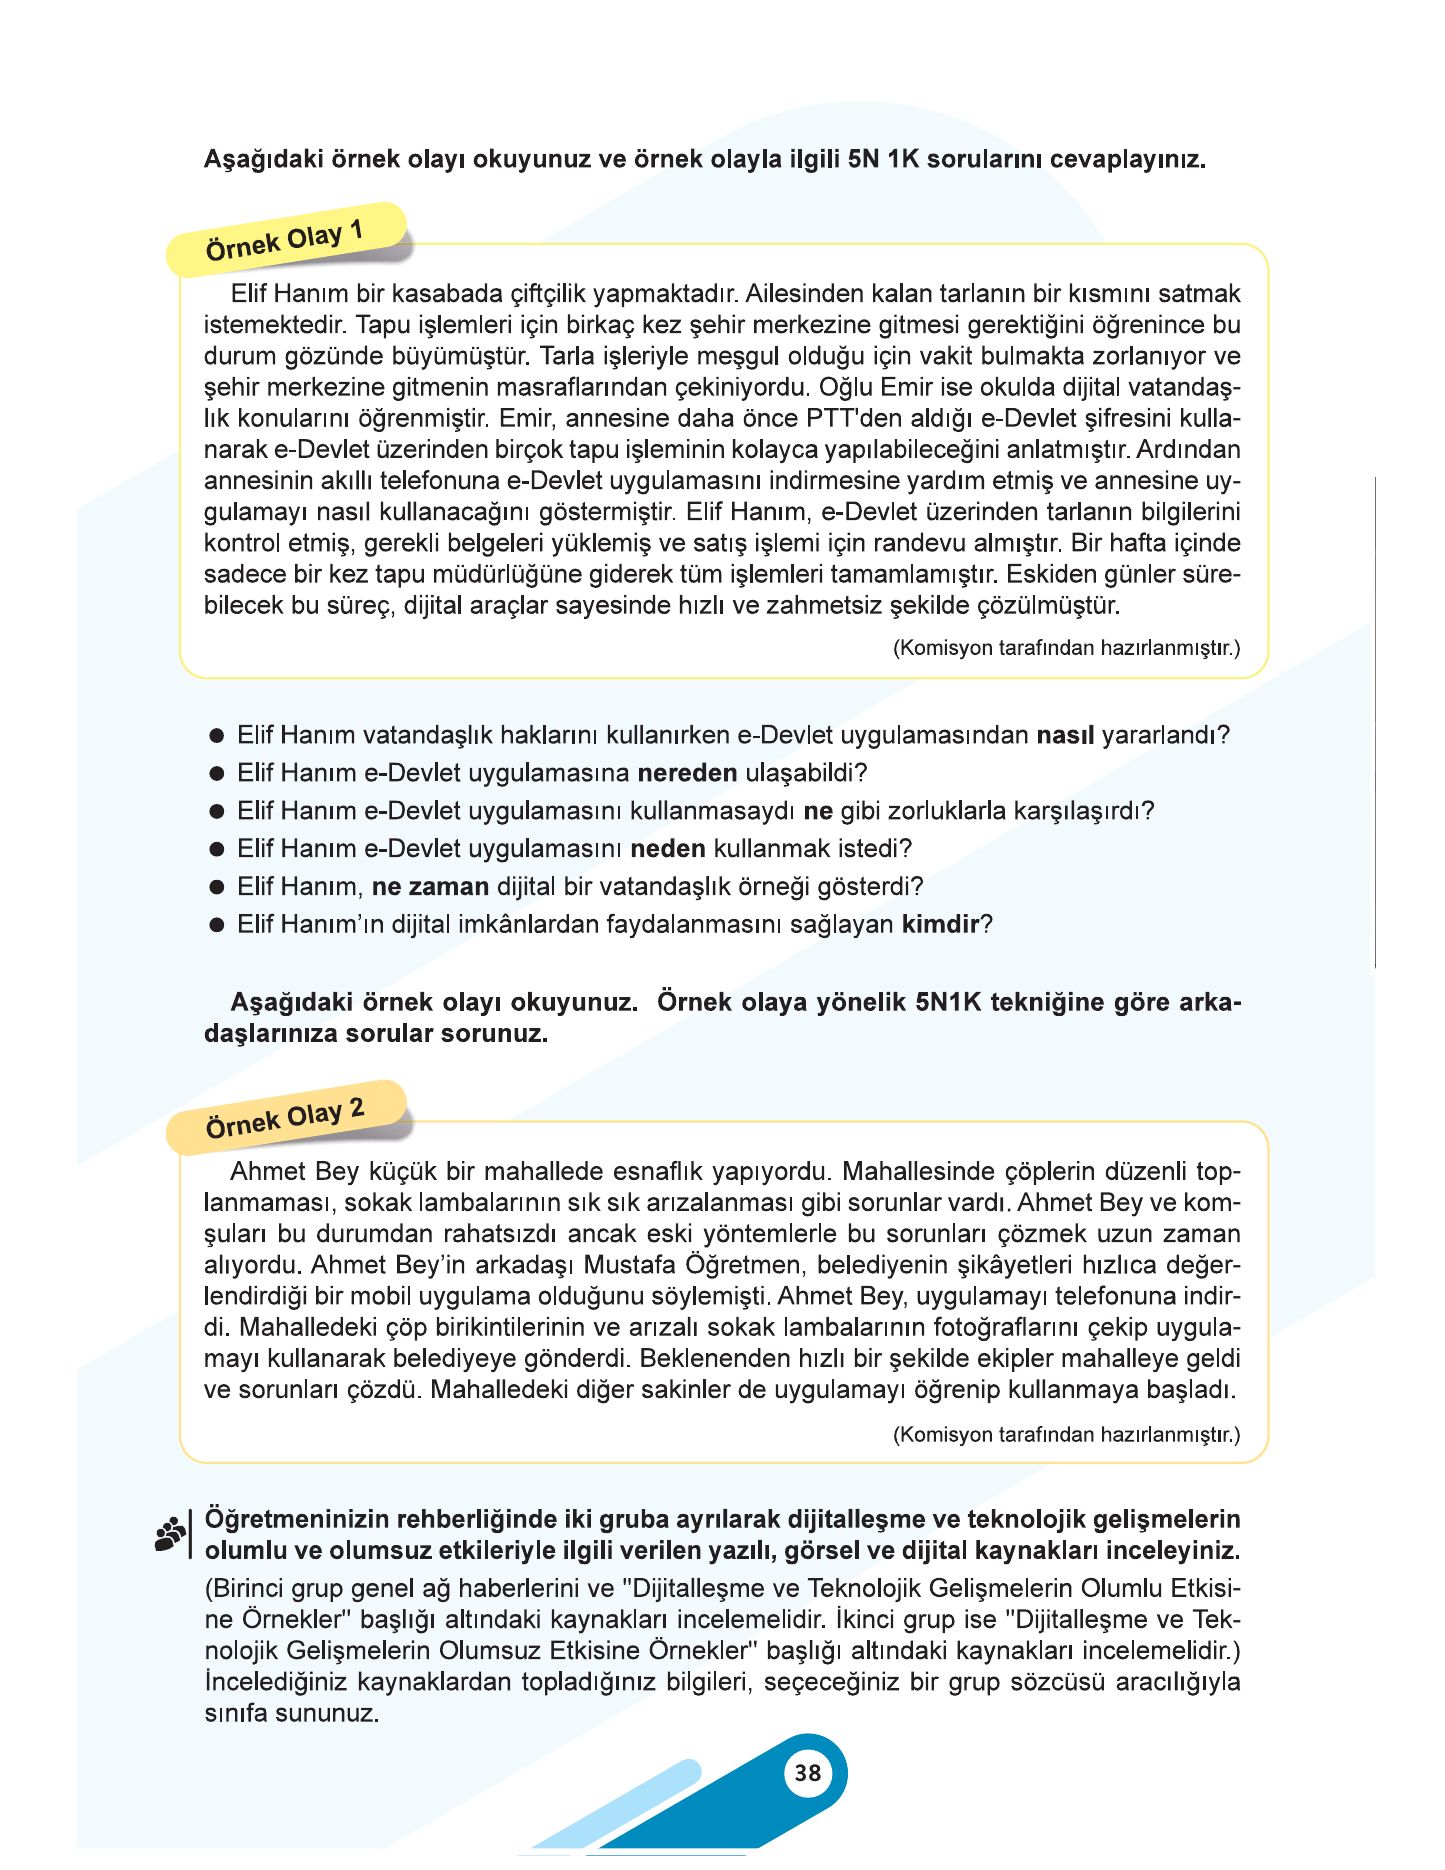 Aşağıdaki örnek olayı okuyunuz ve örnek olayla ilgili 5N 1K sorularını cevaplayınız.
Örnek Olay 1
Elif Hanım bir kasabada çiftçilik yapmaktadır. Ailesinden kalan tarlanın bir kısmını satmak
istemektedir. Tapu işlemleri için birkaç kez şehir merkezine gitmesi gerektiğini öğrenince bu
durum gözünde büyümüştür. Tarla işleriyle meşgul olduğu için vakit bulmakta zorlanıyor ve
şehir merkezine gitmenin masraflarından çekiniyordu. Oğlu Emir ise okulda dijital vatandaş-
lık konularını öğrenmiştir. Emir, annesine daha önce PTT'den aldığı e-Devlet şifresini kulla-
narak e-Devlet üzerinden birçok tapu işleminin kolayca yapılabileceğini anlatmıştır. Ardından
annesinin akıllı telefonuna e-Devlet uygulamasını indirmesine yardım etmiş ve annesine uy-
gulamayı nasıl kullanacağını göstermiştir. Elif Hanım, e-Devlet üzerinden tarlanın bilgilerini
kontrol etmiş, gerekli belgeleri yüklemiş ve satış işlemi için randevu almıştır. Bir hafta içinde
sadece bir kez tapu müdürlüğüne giderek tüm işlemleri tamamlamıştır. Eskiden günler süre-
bilecek bu süreç, dijital araçlar sayesinde hızlı ve zahmetsiz şekilde çözülmüştür.
(Komisyon tarafından hazırlanmıştır.)
● Elif Hanım vatandaşlık haklarını kullanırken e-Devlet uygulamasından nasıl yararlandı?
● Elif Hanım e-Devlet uygulamasına nereden ulaşabildi?
● Elif Hanım e-Devlet uygulamasını kullanmasaydı ne gibi zorluklarla karşılaşırdı?
● Elif Hanım e-Devlet uygulamasını neden kullanmak istedi?
● Elif Hanım, ne zaman dijital bir vatandaşlık örneği gösterdi?
● Elif Hanım’ın dijital imkânlardan faydalanmasını sağlayan kimdir?
Aşağıdaki örnek olayı okuyunuz. Örnek olaya yönelik 5N1K tekniğine göre arka-
daşlarınıza sorular sorunuz.
Örnek Olay 2
Ahmet Bey küçük bir mahallede esnaflık yapıyordu. Mahallesinde çöplerin düzenli top-
lanmaması, sokak lambalarının sık sık arızalanması gibi sorunlar vardı. Ahmet Bey ve kom-
şuları bu durumdan rahatsızdı ancak eski yöntemlerle bu sorunları çözmek uzun zaman
alıyordu. Ahmet Bey’in arkadaşı Mustafa Öğretmen, belediyenin şikâyetleri hızlıca değer-
lendirdiği bir mobil uygulama olduğunu söylemişti. Ahmet Bey, uygulamayı telefonuna indir-
di. Mahalledeki çöp birikintilerinin ve arızalı sokak lambalarının fotoğraflarını çekip uygula-
mayı kullanarak belediyeye gönderdi. Beklenenden hızlı bir şekilde ekipler mahalleye geldi
ve sorunları çözdü. Mahalledeki diğer sakinler de uygulamayı öğrenip kullanmaya başladı.
(Komisyon tarafından hazırlanmıştır.)
Öğretmeninizin rehberliğinde iki gruba ayrılarak dijitalleşme ve teknolojik gelişmelerin
olumlu ve olumsuz etkileriyle ilgili verilen yazılı, görsel ve dijital kaynakları inceleyiniz.
(Birinci grup genel ağ haberlerini ve "Dijitalleşme ve Teknolojik Gelişmelerin Olumlu Etkisi-
ne Örnekler" başlığı altındaki kaynakları incelemelidir. İkinci grup ise "Dijitalleşme ve Tek-
nolojik Gelişmelerin Olumsuz Etkisine Örnekler" başlığı altındaki kaynakları incelemelidir.)
İncelediğiniz kaynaklardan topladığınız bilgileri, seçeceğiniz bir grup sözcüsü aracılığıyla
sınıfa sununuz.
38